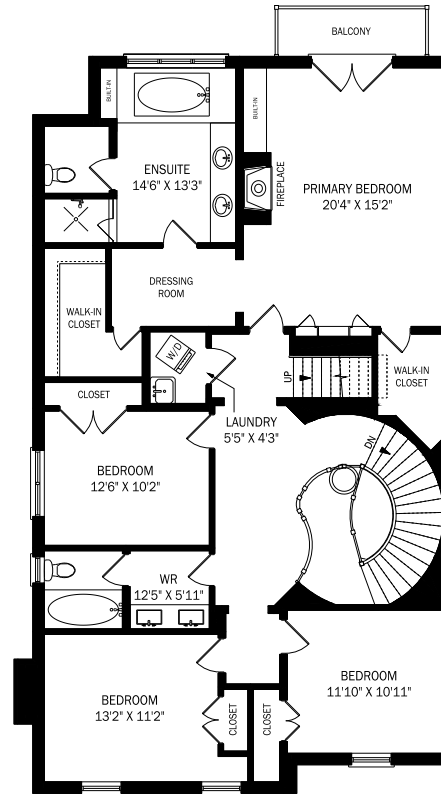 BALCONY
BUILT-IN
BUILT-IN
ENSUITE
14'6" X 13'3"
FIREPLACE
PRIMARY BEDROOM
20'4" X 15'2"
DRESSING
ROOM
WALK-IN
CLOSET
W/D
UP
WALK-IN
CLOSET
CLOSET
LAUNDRY
5'5" X 4'3"
DN
BEDROOM
12'6" X 10'2"
WR
12'5" X 5'11"
BEDROOM
11'10" X 10'11"
BEDROOM
13'2" X 11'2"
CLOSET
CLOSET